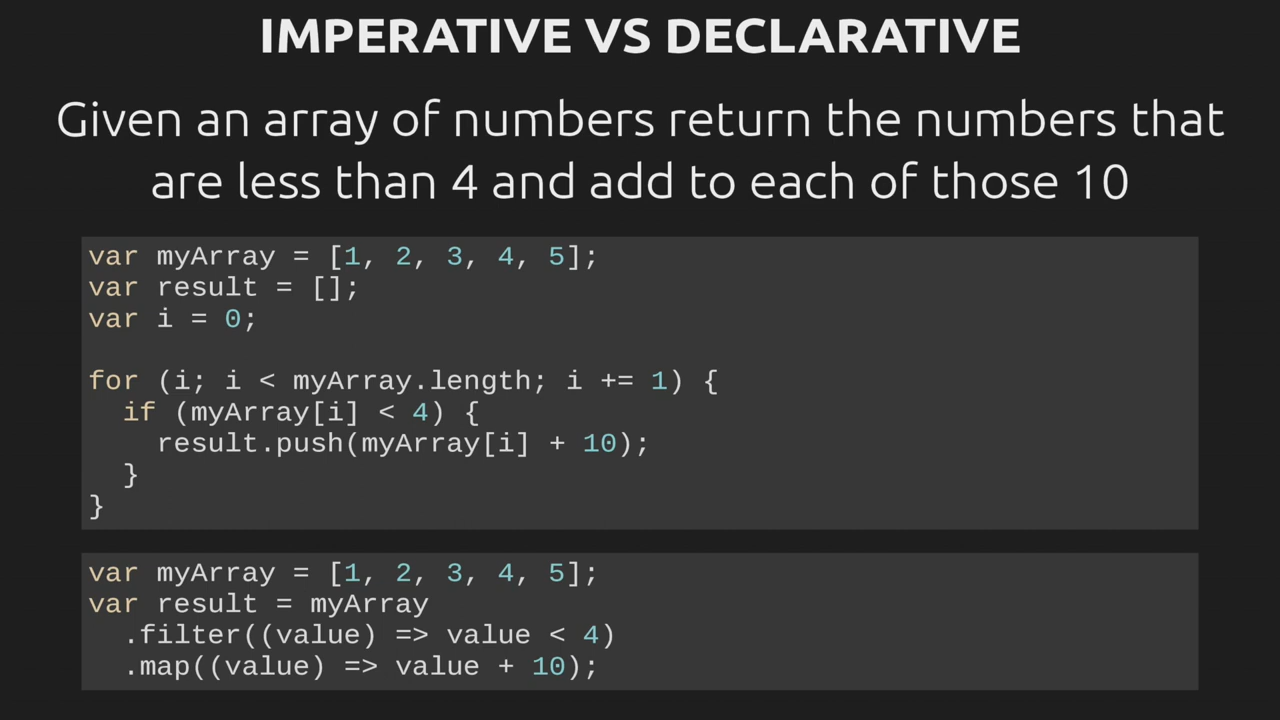 IMPERATIVE VS DECLARATIVE
Given an array of numbers return the numbers that
are less than 4 and add to each of those 10
var myArray = [1, 2, 3, 4, 5];
var result = [];
var i = 0;
for (i; i < myArray.length; i += 1) {
  if (myArray[i] < 4) {
    result.push(myArray[i] + 10);
  }
}
var myArray = [1, 2, 3, 4, 5];
var result = myArray
  .filter((value) => value < 4)
  .map((value) => value + 10);